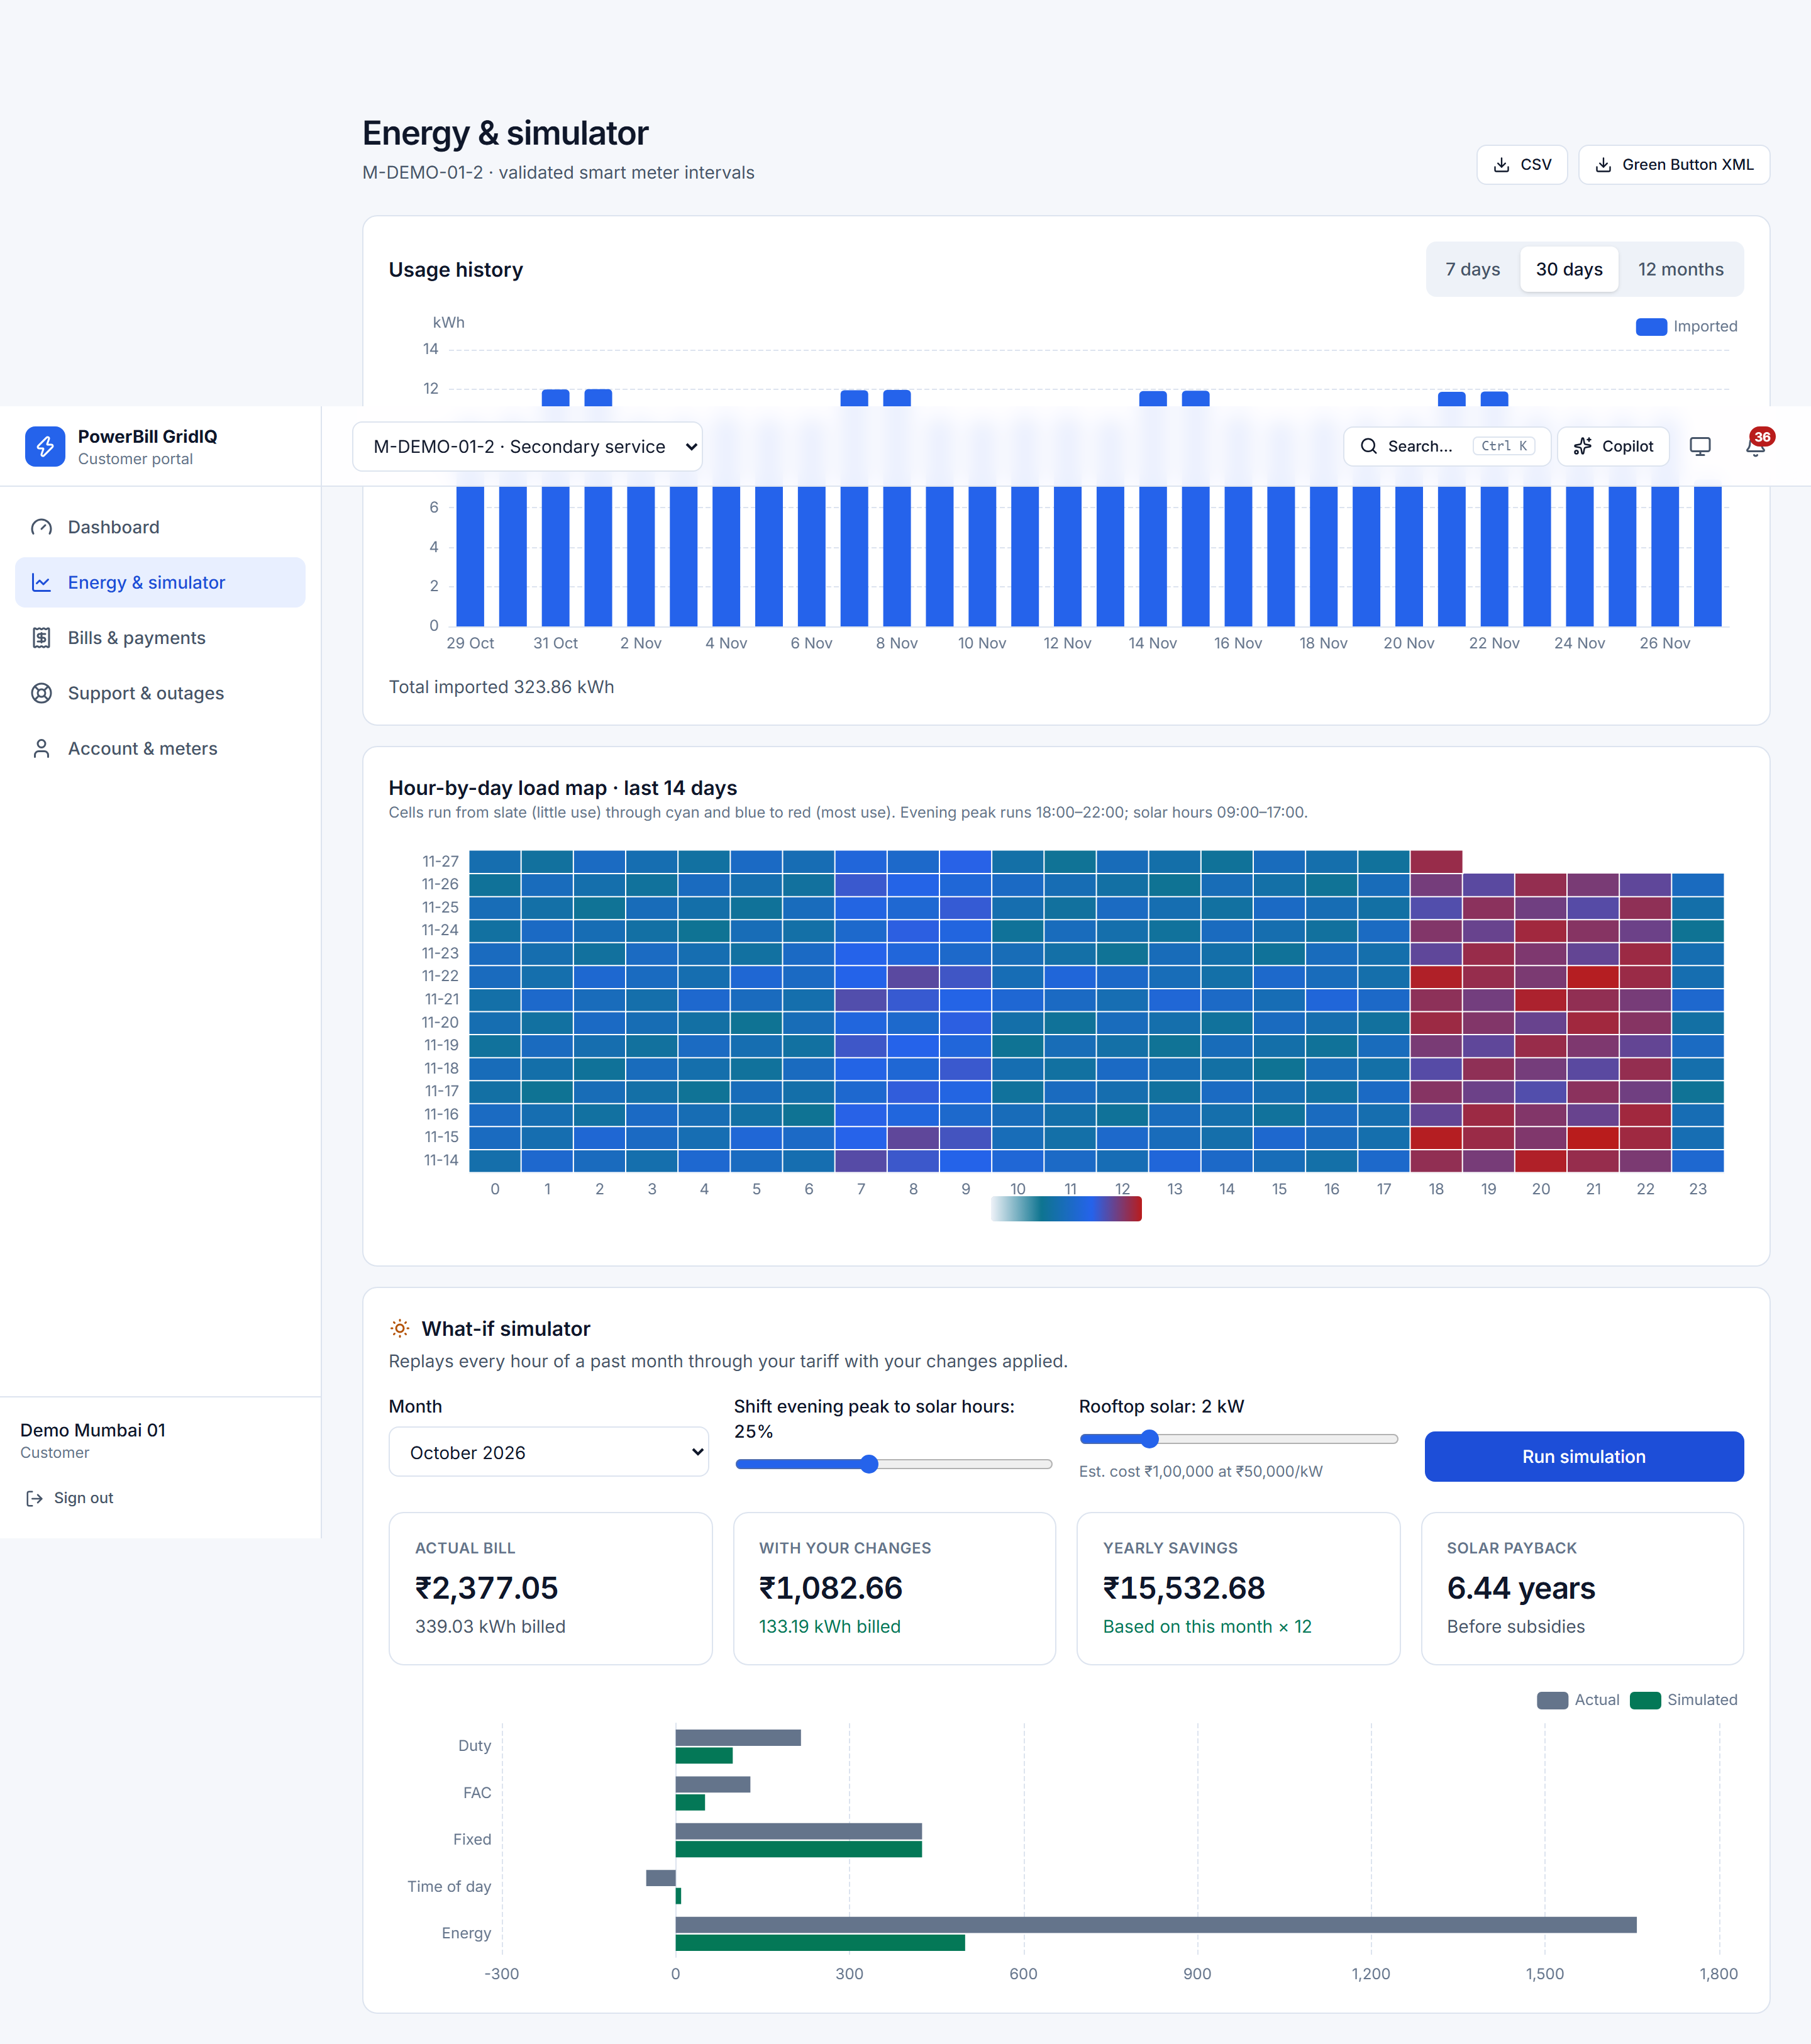 Energy & simulator
M-DEMO-01-2 · validated smart meter intervals
CSV
Green Button XML
Usage history
7 days
30 days
12 months
kWh
Imported
14
12
PowerBill GridIQ
Customer portal
M-DEMO-01-2 · Secondary service
Search...
Ctrl K
Copilot
36
Dashboard
Energy & simulator
Bills & payments
Support & outages
Account & meters
6
4
2
0
29 Oct
31 Oct
2 Nov
4 Nov
6 Nov
8 Nov
10 Nov
12 Nov
14 Nov
16 Nov
18 Nov
20 Nov
22 Nov
24 Nov
26 Nov
Total imported 323.86 kWh
Hour-by-day load map · last 14 days
Cells run from slate (little use) through cyan and blue to red (most use). Evening peak runs 18:00–22:00; solar hours 09:00–17:00.
11-27
11-26
11-25
11-24
11-23
11-22
11-21
11-20
11-19
11-18
11-17
11-16
11-15
11-14
0 1 2 3 4 5 6 7 8 9 10 11 12 13 14 15 16 17 18 19 20 21 22 23
What-if simulator
Replays every hour of a past month through your tariff with your changes applied.
Month
October 2026
Shift evening peak to solar hours:
25%
Rooftop solar: 2 kW
Est. cost ₹1,00,000 at ₹50,000/kW
Run simulation
ACTUAL BILL
₹2,377.05
339.03 kWh billed
WITH YOUR CHANGES
₹1,082.66
133.19 kWh billed
YEARLY SAVINGS
₹15,532.68
Based on this month × 12
SOLAR PAYBACK
6.44 years
Before subsidies
Actual
Simulated
Duty
FAC
Fixed
Time of day
Energy
-300 0 300 600 900 1,200 1,500 1,800
Demo Mumbai 01
Customer
Sign out